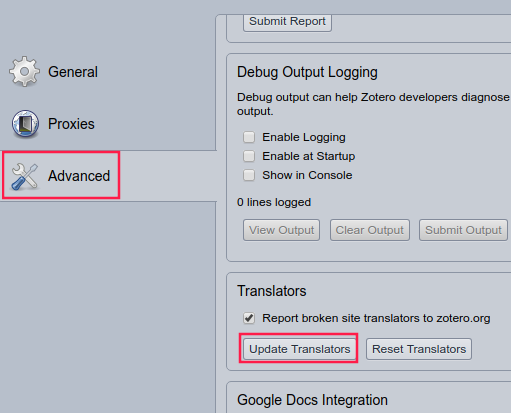 Submit Report
General
Proxies
Advanced
Debug Output Logging
Debug output can help Zotero developers diagnose
output.
Enable Logging
Enable at Startup
Show in Console
0 lines logged
View Output Clear Output Submit Output
Translators
Report broken site translators to zotero.org
Update Translators Reset Translators
Google Docs Integration